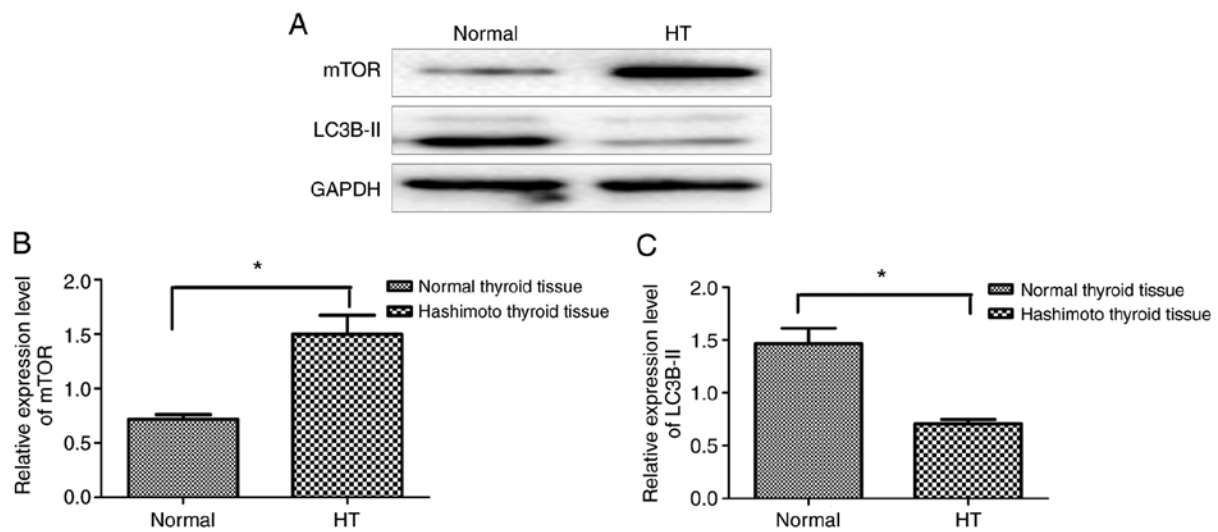 A
Normal HT
mTOR
LC3B-II
GAPDH
B
Relative expression level
of mTOR
2.0
1.5
1.0
0.5
0.0
*
Normal thyroid tissue
Hashimoto thyroid tissue
Normal HT
C
Relative expression level
of LC3B-II
2.0
1.5
1.0
0.5
0.0
*
Normal thyroid tissue
Hashimoto thyroid tissue
Normal HT